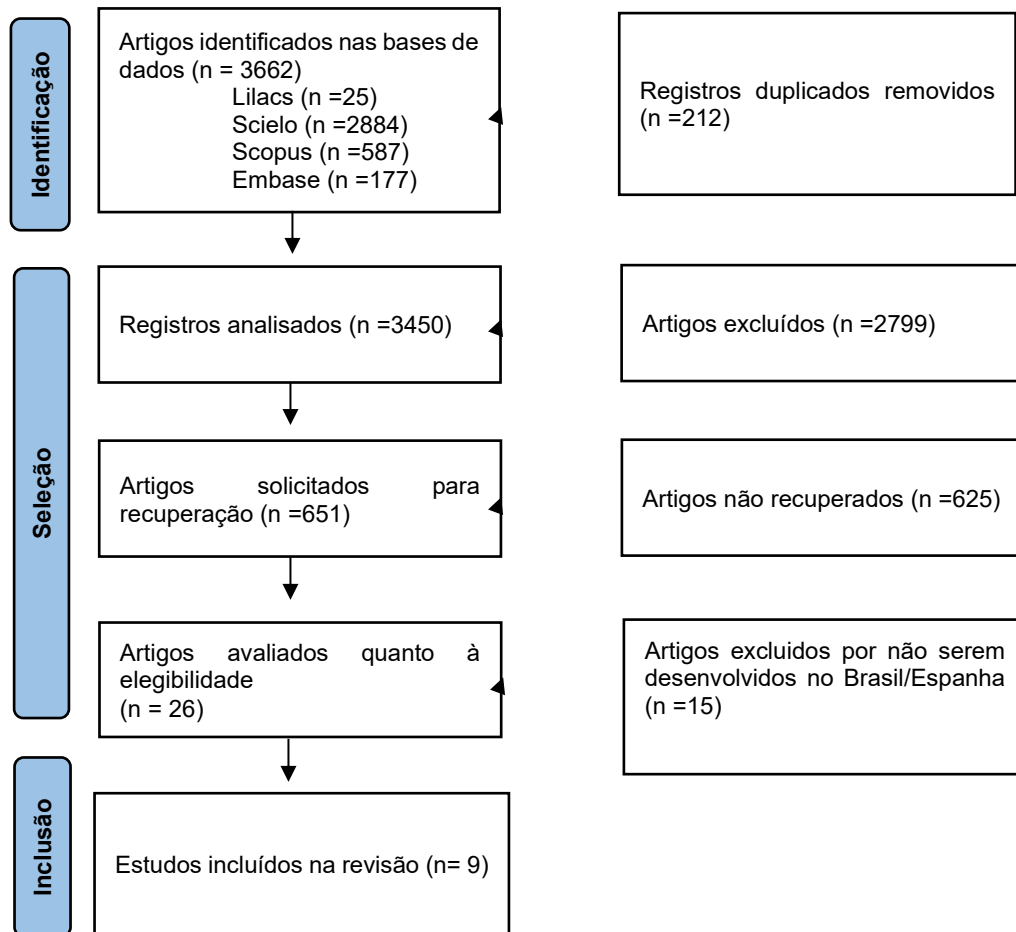 Identificação
Artigos identificados nas bases de
dados (n = 3662)
Lilacs (n =25)
Scielo (n =2884)
Scopus (n =587)
Embase (n =177)
Registros duplicados removidos
(n =212)
Seleção
Registros analisados (n =3450)
Artigos excluídos (n =2799)
Artigos solicitados para
recuperação (n =651)
Artigos não recuperados (n =625)
Artigos avaliados quanto à
elegibilidade
(n = 26)
Artigos excluidos por não serem
desenvolvidos no Brasil/Espanha
(n =15)
Inclusão
Estudos incluídos na revisão (n= 9)